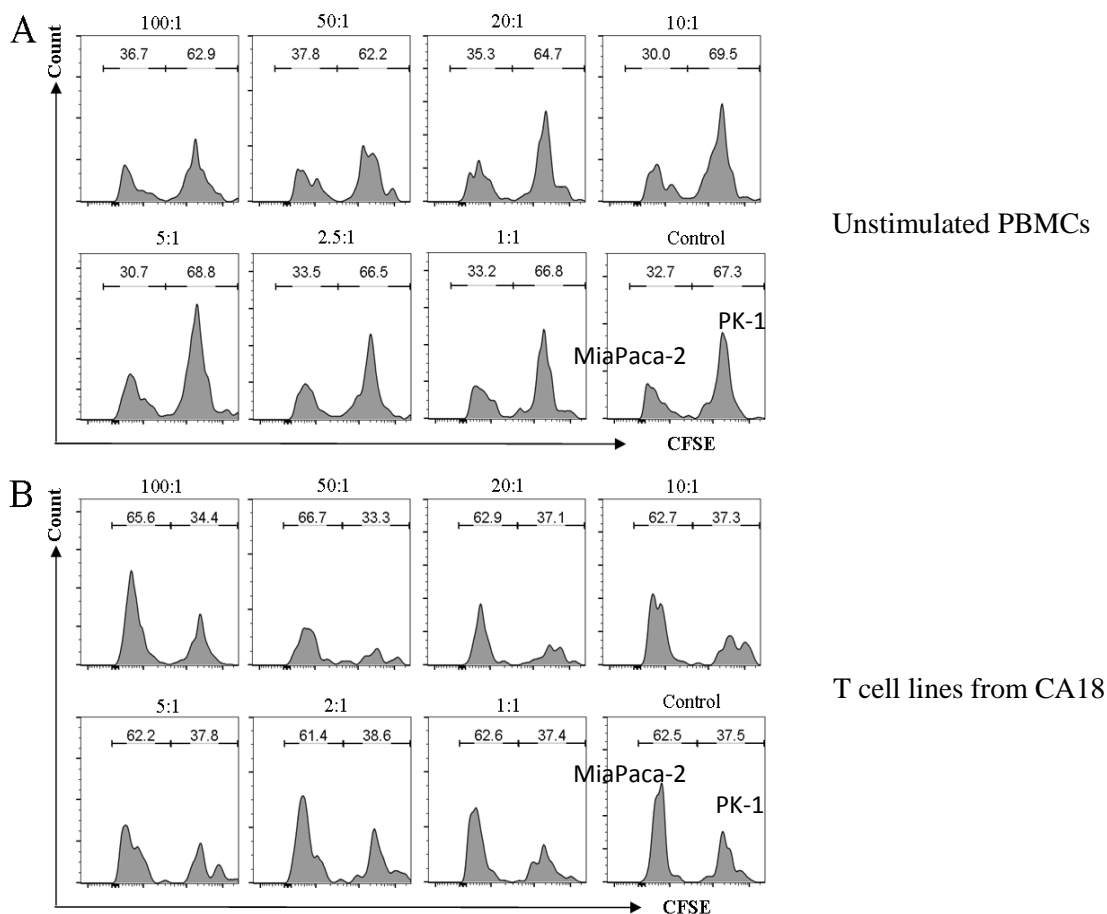 A
Count
100:1
50:1
20:1
10:1
36.7 62.9
37.8 62.2
35.3 64.7
30.0 69.5
Unstimulated PBMCs
5:1
2.5:1
1:1
Control
30.7 68.8
33.5 66.5
33.2 66.8
32.7 67.3
MiaPaca-2
PK-1
CFSE
B
Count
100:1
50:1
20:1
10:1
65.6 34.4
66.7 33.3
62.9 37.1
62.7 37.3
T cell lines from CA18
5:1
2:1
1:1
Control
62.2 37.8
61.4 38.6
62.6 37.4
62.5 37.5
MiaPaca-2
PK-1
CFSE